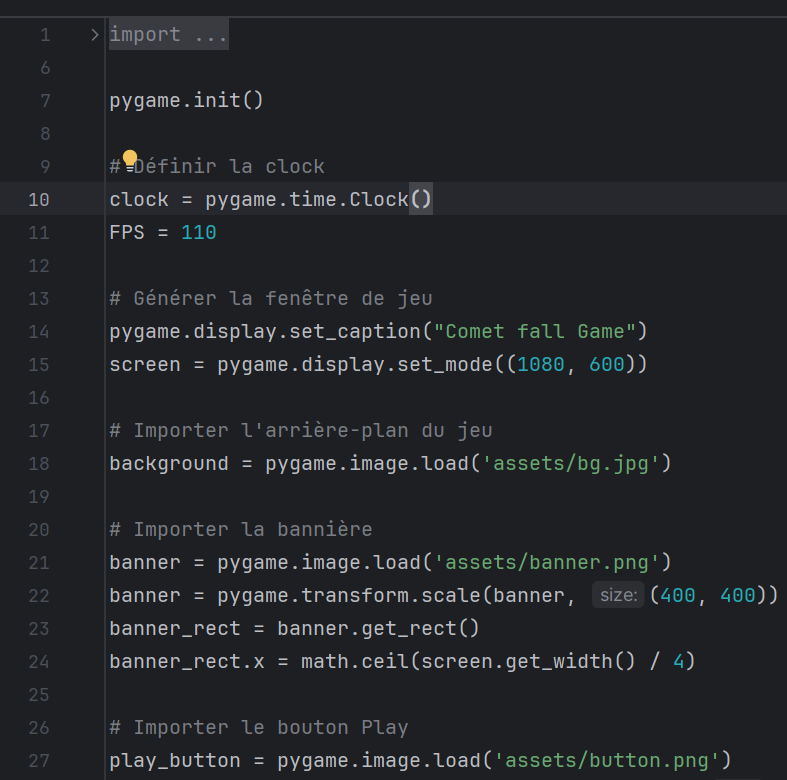 1 import ...
6
7 pygame.init()
8
9 # Définir la clock
10 clock = pygame.time.Clock()
11 FPS = 110
12
13 # Générer la fenêtre de jeu
14 pygame.display.set_caption("Comet fall Game")
15 screen = pygame.display.set_mode((1080, 600))
16
17 # Importer l'arrière-plan du jeu
18 background = pygame.image.load('assets/bg.jpg')
19
20 # Importer la bannière
21 banner = pygame.image.load('assets/banner.png')
22 banner = pygame.transform.scale(banner, size: (400, 400))
23 banner_rect = banner.get_rect()
24 banner_rect.x = math.ceil(screen.get_width() / 4)
25
26 # Importer le bouton Play
27 play_button = pygame.image.load('assets/button.png')